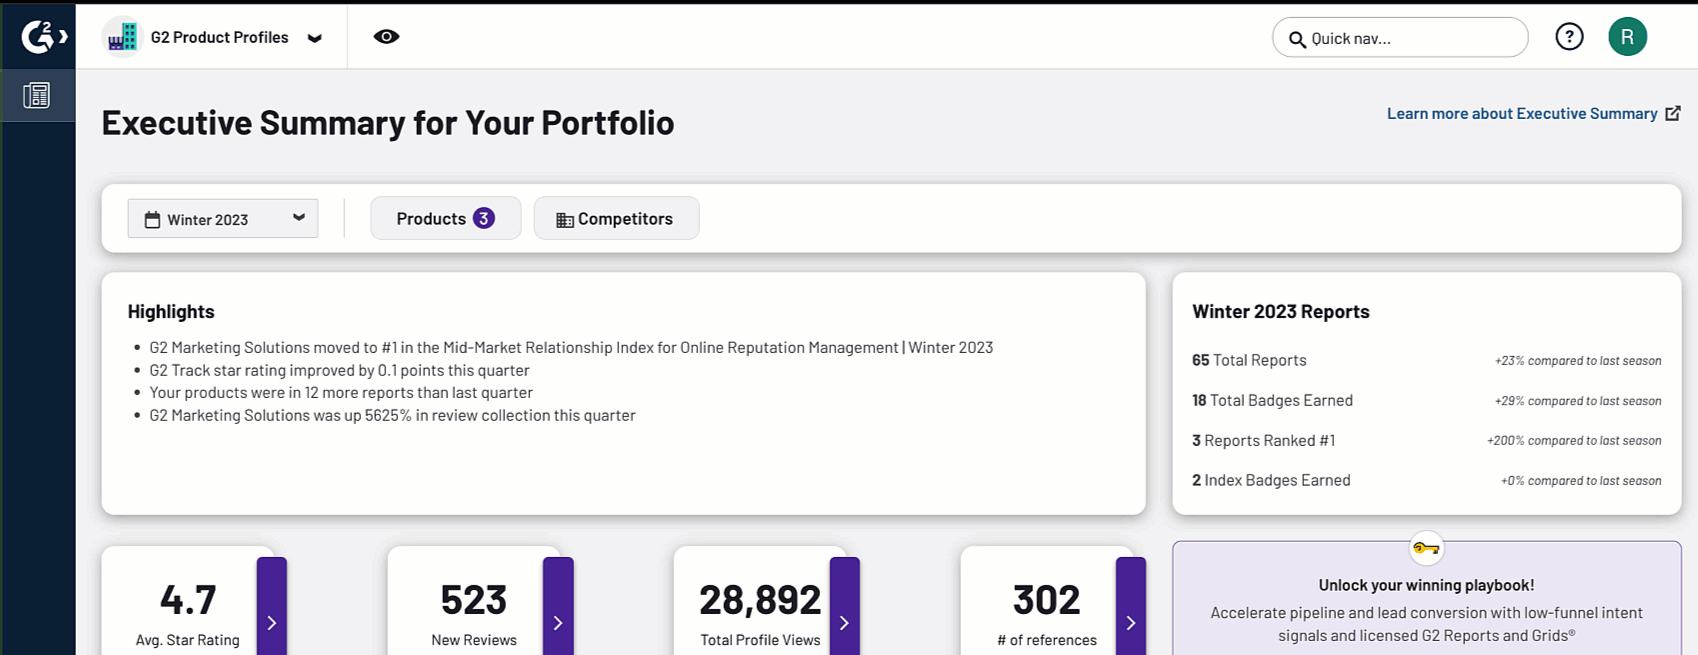 G2 Product Profiles
Quick nav...
?
R
Executive Summary for Your Portfolio
Learn more about Executive Summary
Winter 2023
Products 3
Competitors
Highlights
• G2 Marketing Solutions moved to #1 in the Mid-Market Relationship Index for Online Reputation Management | Winter 2023
• G2 Track star rating improved by 0.1 points this quarter
• Your products were in 12 more reports than last quarter
• G2 Marketing Solutions was up 5625% in review collection this quarter
Winter 2023 Reports
65 Total Reports +23% compared to last season
18 Total Badges Earned +29% compared to last season
3 Reports Ranked #1 +200% compared to last season
2 Index Badges Earned +0% compared to last season
4.7
Avg. Star Rating
523
New Reviews
28,892
Total Profile Views
302
# of references
Unlock your winning playbook!
Accelerate pipeline and lead conversion with low-funnel intent
signals and licensed G2 Reports and Grids®